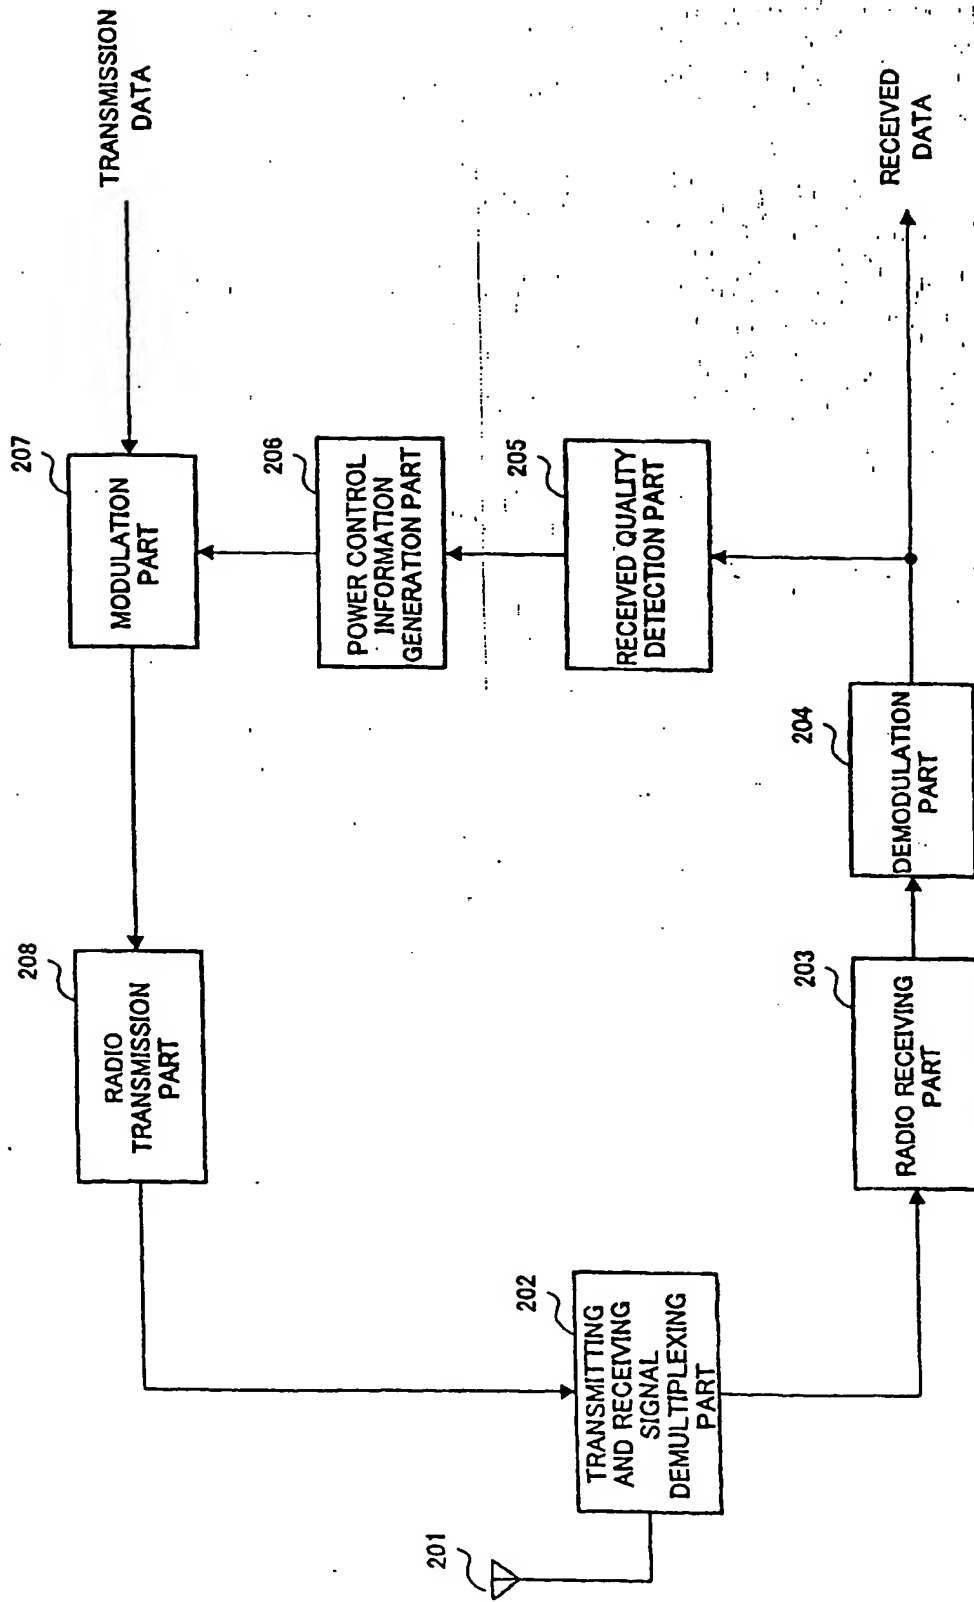 201
202
TRANSMITTING
AND RECEIVING
SIGNAL
DEMULTIPLEXING
PART
208
RADIO
TRANSMISSION
PART
207
MODULATION
PART
TRANSMISSION
DATA
206
POWER CONTROL
INFORMATION
GENERATION PART
205
RECEIVED QUALITY
DETECTION PART
203
RADIO RECEIVING
PART
204
DEMODULATION
PART
RECEIVED
DATA